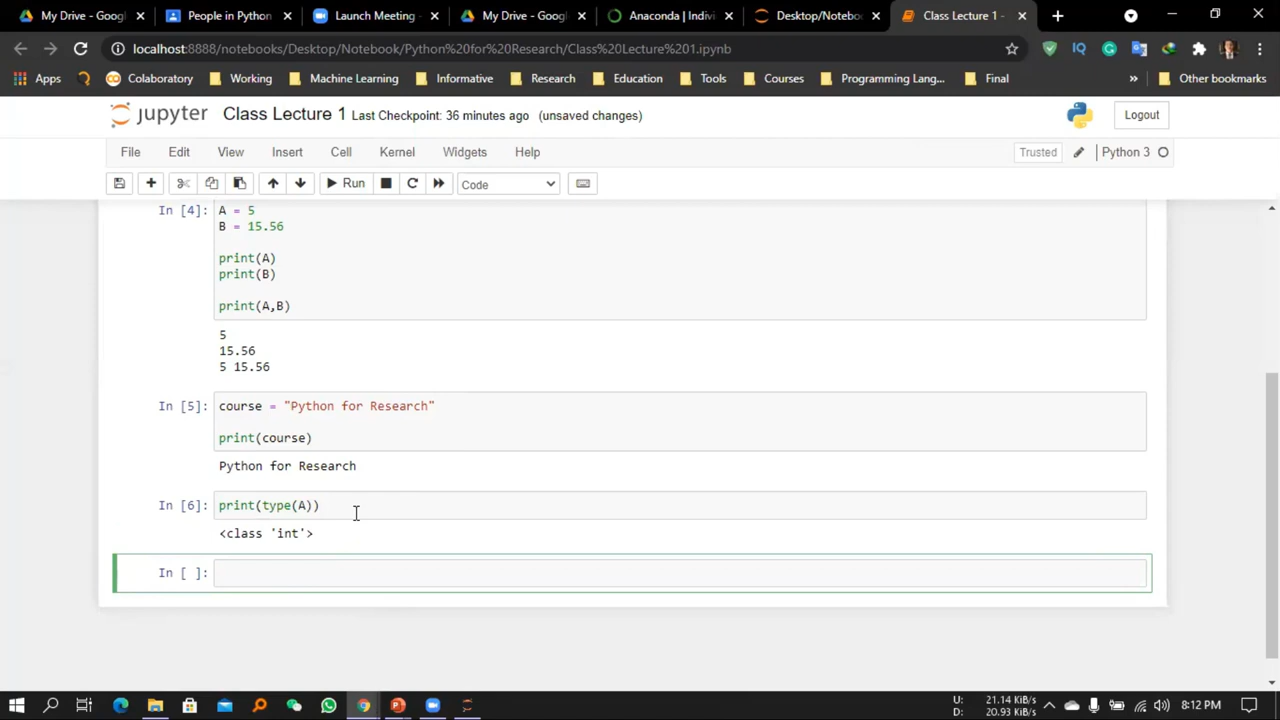 My Drive - Goog
People in Python
Launch Meeting -
My Drive - Goog
Anaconda | Indivi
Desktop/Notebo
Class Lecture 1 -
localhost:8888/notebooks/Desktop/Notebook/Python%20for%20Research/Class%20Lecture%201.ipynb
Apps
Colaboratory
Working
Machine Learning
Informative
Research
Education
Tools
Courses
Programming Lang...
Final
»
Other bookmarks
jupyter Class Lecture 1 Last Checkpoint: 36 minutes ago (unsaved changes)
Logout
File Edit View Insert Cell Kernel Widgets Help
Trusted
Python 3
Run
Code
In [4]: A = 5
B = 15.56
print(A)
print(B)
print(A,B)
5
15.56
5 15.56
In [5]: course = "Python for Research"
print(course)
Python for Research
In [6]: print(type(A))
<class 'int'>
In [ ]:
U: 21.14 KiB/s
D: 20.93 KiB/s
8:12 PM